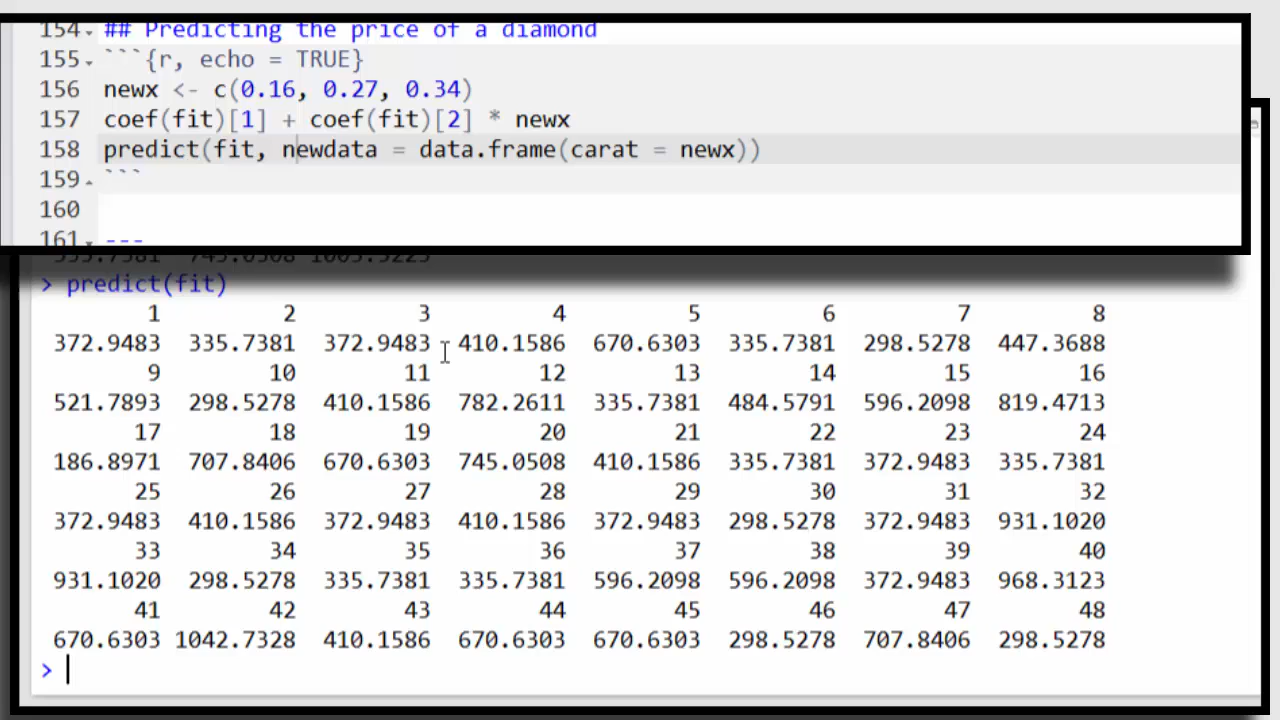 154 ## Predicting the price of a diamond
155 ```{r, echo = TRUE}
156 newx <- c(0.16, 0.27, 0.34)
157 coef(fit)[1] + coef(fit)[2] * newx
158 predict(fit, newdata = data.frame(carat = newx))
159 ```
160
161 ---
> predict(fit)
1 2 3 4 5 6 7 8
372.9483 335.7381 372.9483 410.1586 670.6303 335.7381 298.5278 447.3688
9 10 11 12 13 14 15 16
521.7893 298.5278 410.1586 782.2611 335.7381 484.5791 596.2098 819.4713
17 18 19 20 21 22 23 24
186.8971 707.8406 670.6303 745.0508 410.1586 335.7381 372.9483 335.7381
25 26 27 28 29 30 31 32
372.9483 410.1586 372.9483 410.1586 372.9483 298.5278 372.9483 931.1020
33 34 35 36 37 38 39 40
931.1020 298.5278 335.7381 335.7381 596.2098 596.2098 372.9483 968.3123
41 42 43 44 45 46 47 48
670.6303 1042.7328 410.1586 670.6303 670.6303 298.5278 707.8406 298.5278
>